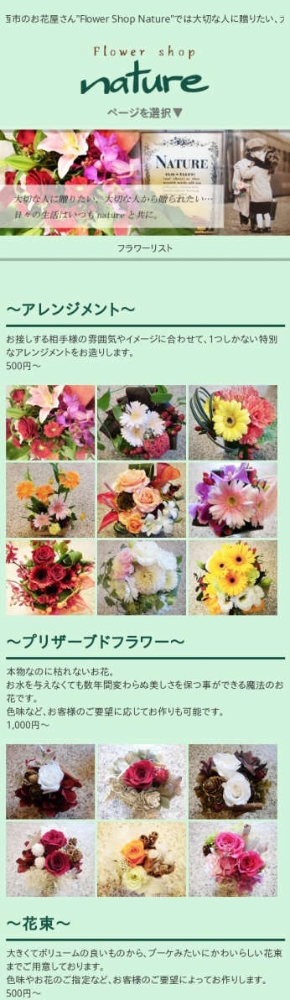 のお花屋さん"Flower Shop Nature"では大切な人に贈りたい、
Flower shop
nature
ページを選択▼
NATURE
大切な人に贈りたい、大切な人から贈られたい…
日々の生活はいつも nature と共に。
フラワーリスト
～アレンジメント～
お接しする相手様の雰囲気やイメージに合わせて、1つしかない特別
なアレンジメントをお造りします。
500円～
～プリザーブドフラワー～
本物なのに枯れないお花。
お水を与えなくても数年間変わらぬ美しさを保つ事ができる魔法のお
花です。
色味など、お客様のご要望に応じてお作りも可能です。
1,000円～
～花束～
大きくてボリュームの良いものから、ブーケみたいにかわいらしい花束
までご用意しております。
色味やお花のご指定など、お客様のご要望によってお作りします。
500円～